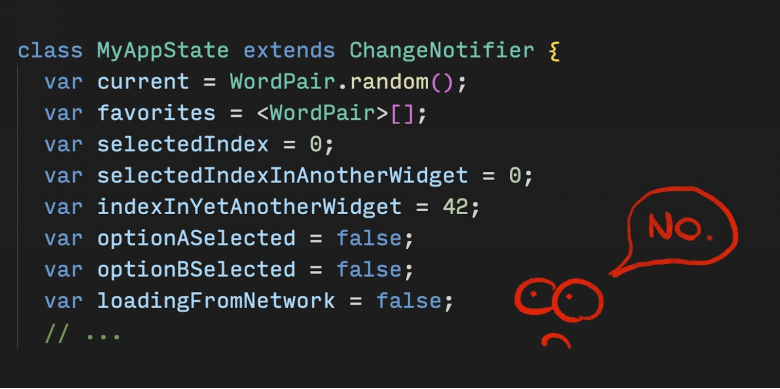 class MyAppState extends ChangeNotifier {
  var current = WordPair.random();
  var favorites = <WordPair>[];
  var selectedIndex = 0;
  var selectedIndexInAnotherWidget = 0;
  var indexInYetAnotherWidget = 42;
  var optionASelected = false;
  var optionBSelected = false;
  var loadingFromNetwork = false;
  // ...
No.